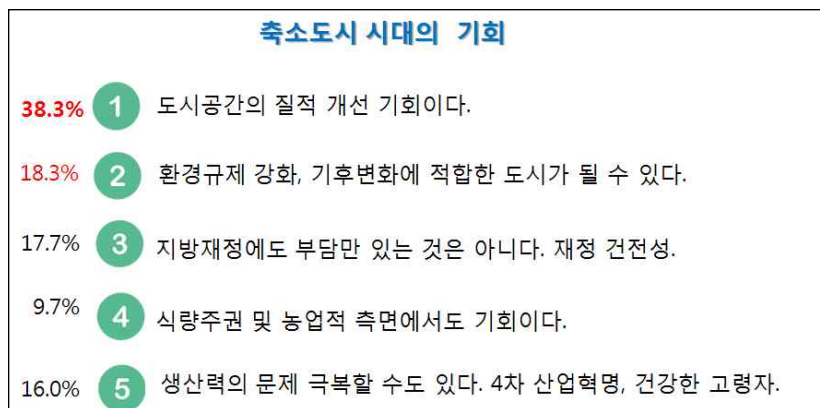 축소도시 시대의 기회
38.3% 1 도시공간의 질적 개선 기회이다.
18.3% 2 환경규제 강화, 기후변화에 적합한 도시가 될 수 있다.
17.7% 3 지방재정에도 부담만 있는 것은 아니다. 재정 건전성.
9.7% 4 식량주권 및 농업적 측면에서도 기회이다.
16.0% 5 생산력의 문제 극복할 수도 있다. 4차 산업혁명, 건강한 고령자.